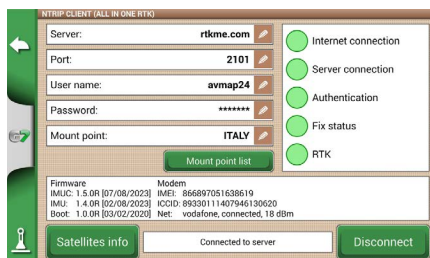 NTRIP CLIENT (ALL IN ONE RTK)
Server: rtkme.com
Port: 2101
User name: avmap24
Password: *******
Mount point: ITALY
Mount point list
Internet connection
Server connection
Authentication
Fix status
RTK
Firmware
IMUC: 1.5.0R [07/08/2023]
IMU: 1.4.0R [02/08/2023]
Boot: 1.0.0R [03/02/2020]
Modem
IMEI: 866897051638619
ICCID: 89330111407946130620
Net: vodafone, connected, 18 dBm
Satellites info
Connected to server
Disconnect